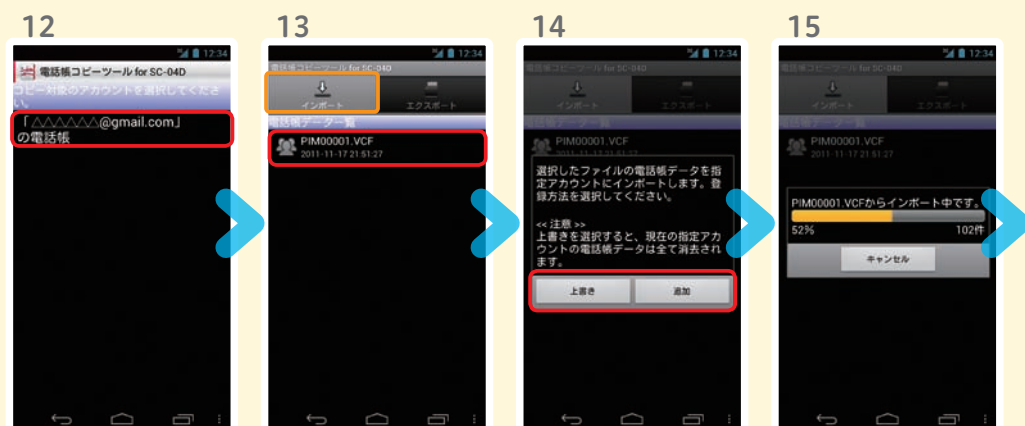 12
12:34
電話帳コピーツール for SC-04D
コピー対象のアカウントを選択してくださ
い。
「△△△△△△@gmail.com」
の電話帳
13
12:34
電話帳コピーツール for SC-04D
インポート
エクスポート
電話帳データ一覧
PIM00001.VCF
2011-11-17 21:51:27
14
12:34
電話帳コピーツール for SC-04D
インポート
エクスポート
電話帳データ一覧
PIM00001.VCF
2011-11-17 21:51:27
選択したファイルの電話帳データを指
定アカウントにインポートします。登
録方法を選択してください。
<< 注意 >>
上書きを選択すると、現在の指定アカ
ウントの電話帳データは全て消去され
ます。
上書き
追加
15
12:34
電話帳コピーツール for SC-04D
インポート
エクスポート
電話帳データ一覧
PIM00001.VCF
2011-11-17 21:51:27
PIM00001.VCFからインポート中です。
52%
102件
キャンセル